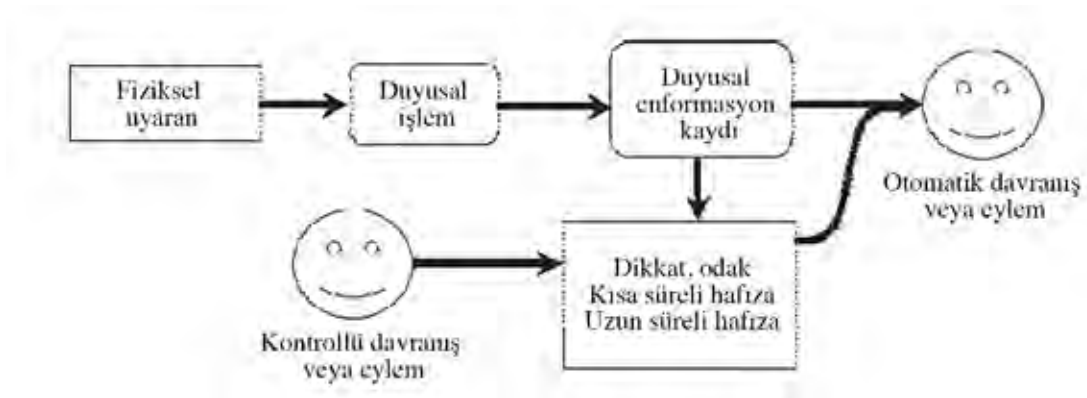 Fiziksel
uyaran
Duyusal
işlem
Duyusal
enformasyon
kaydı
Otomatik davranış
veya eylem
Dikkat, odak
Kısa süreli hafıza
Uzun süreli hafıza
Kontrollü davranış
veya eylem